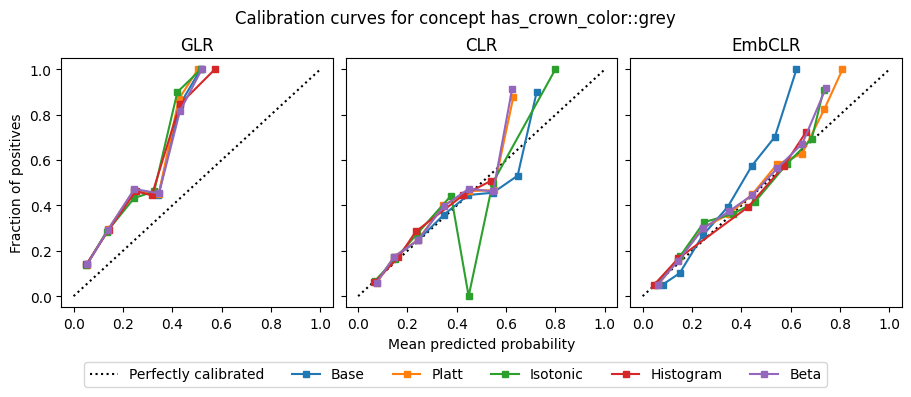 Calibration curves for concept has_crown_color::grey
GLR
CLR
EmbCLR
Fraction of positives
1.0
0.8
0.6
0.4
0.2
0.0
0.0 0.2 0.4 0.6 0.8 1.0
0.0 0.2 0.4 0.6 0.8 1.0
0.0 0.2 0.4 0.6 0.8 1.0
Mean predicted probability
Perfectly calibrated Base Platt Isotonic Histogram Beta